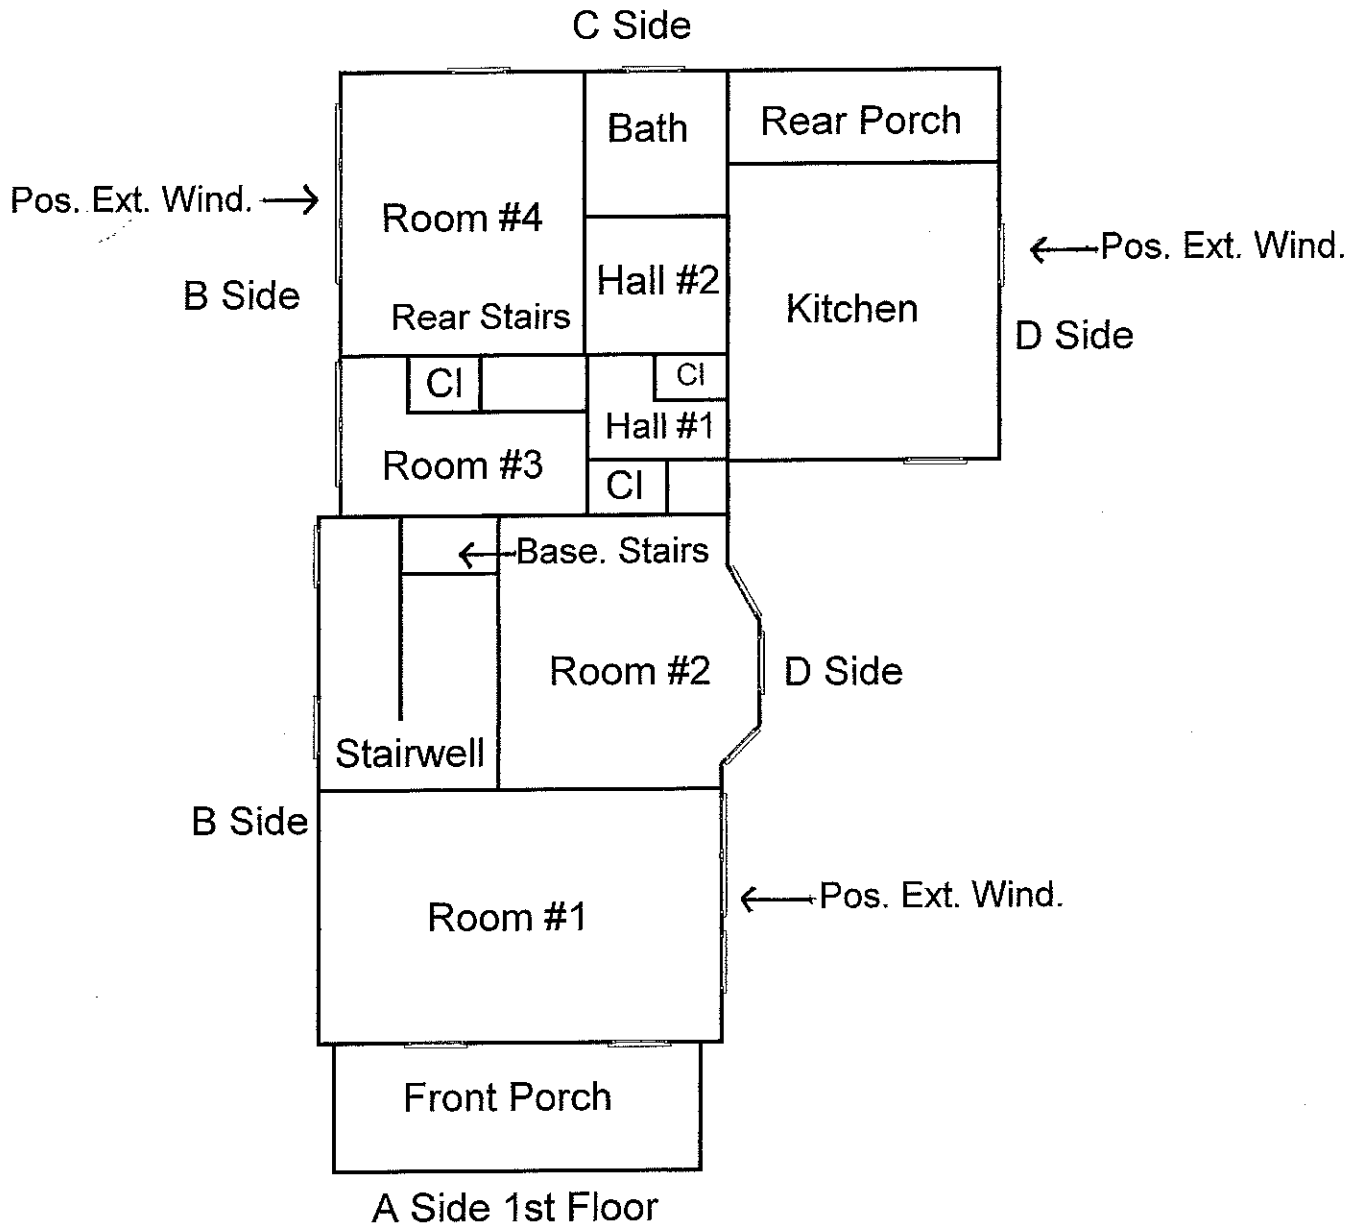 C Side
Bath
Rear Porch
Pos. Ext. Wind.
Room #4
Pos. Ext. Wind.
Hall #2
B Side
Kitchen
Rear Stairs
D Side
Cl
Cl
Hall #1
Room #3
Cl
Base. Stairs
Room #2
D Side
Stairwell
B Side
Pos. Ext. Wind.
Room #1
Front Porch
A Side 1st Floor